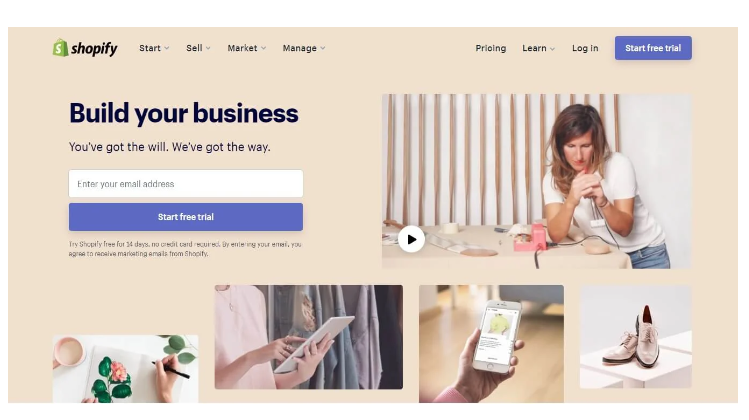 shopify
Start Sell Market Manage
Pricing Learn Log in Start free trial
Build your business
You've got the will. We've got the way.
Enter your email address
Start free trial
Try Shopify free for 14 days, no credit card required. By entering your email, you
agree to receive marketing emails from Shopify.